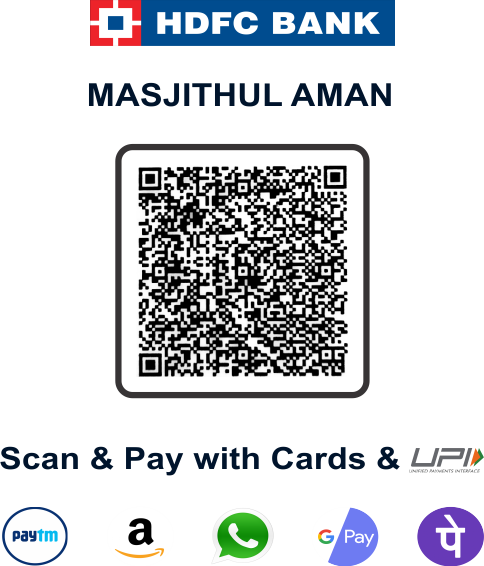 HDFC BANK
MASJITHUL AMAN
Scan & Pay with Cards & UPI
UNIFIED PAYMENTS INTERFACE
paytm a G Pay पे